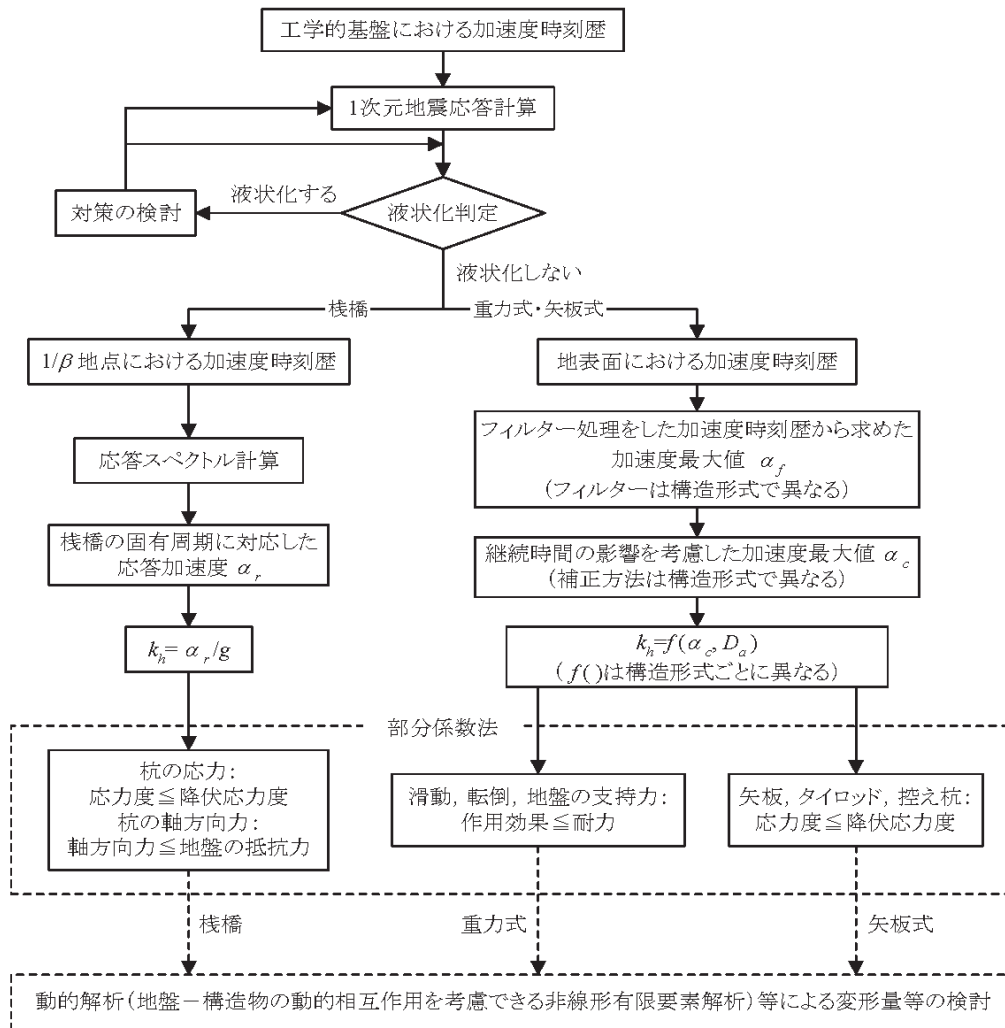 工学的基盤における加速度時刻歴
1次元地震応答計算
液状化する
対策の検討
液状化判定
液状化しない
桟橋
重力式・矢板式
1/β 地点における加速度時刻歴
地表面における加速度時刻歴
応答スペクトル計算
フィルター処理をした加速度時刻歴から求めた
加速度最大値 α_f
(フィルターは構造形式で異なる)
桟橋の固有周期に対応した
応答加速度 α_r
継続時間の影響を考慮した加速度最大値 α_c
(補正方法は構造形式で異なる)
k_h= α_r/g
k_h=f(α_c, D_a)
( f()は構造形式ごとに異なる)
部分係数法
杭の応力:
応力度≦降伏応力度
杭の軸方向力:
軸方向力≦地盤の抵抗力
滑動, 転倒, 地盤の支持力:
作用効果≦耐力
矢板, タイロッド, 控え杭:
応力度≦降伏応力度
桟橋
重力式
矢板式
動的解析(地盤-構造物の動的相互作用を考慮できる非線形有限要素解析)等による変形量等の検討